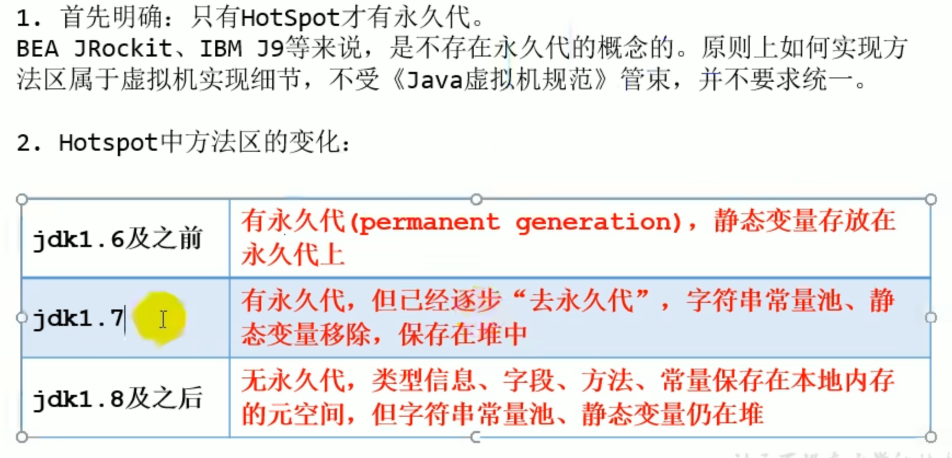 1. 首先明确：只有HotSpot才有永久代。
BEA JRockit、IBM J9等来说，是不存在永久代的概念的。原则上如何实现方
法区属于虚拟机实现细节，不受《Java虚拟机规范》管束，并不要求统一。
2. Hotspot中方法区的变化：
jdk1.6及之前
有永久代(permanent generation)，静态变量存放在
永久代上
jdk1.7
有永久代，但已经逐步“去永久代”，字符串常量池、静
态变量移除，保存在堆中
jdk1.8及之后
无永久代，类型信息、字段、方法、常量保存在本地内存
的元空间，但字符串常量池、静态变量仍在堆